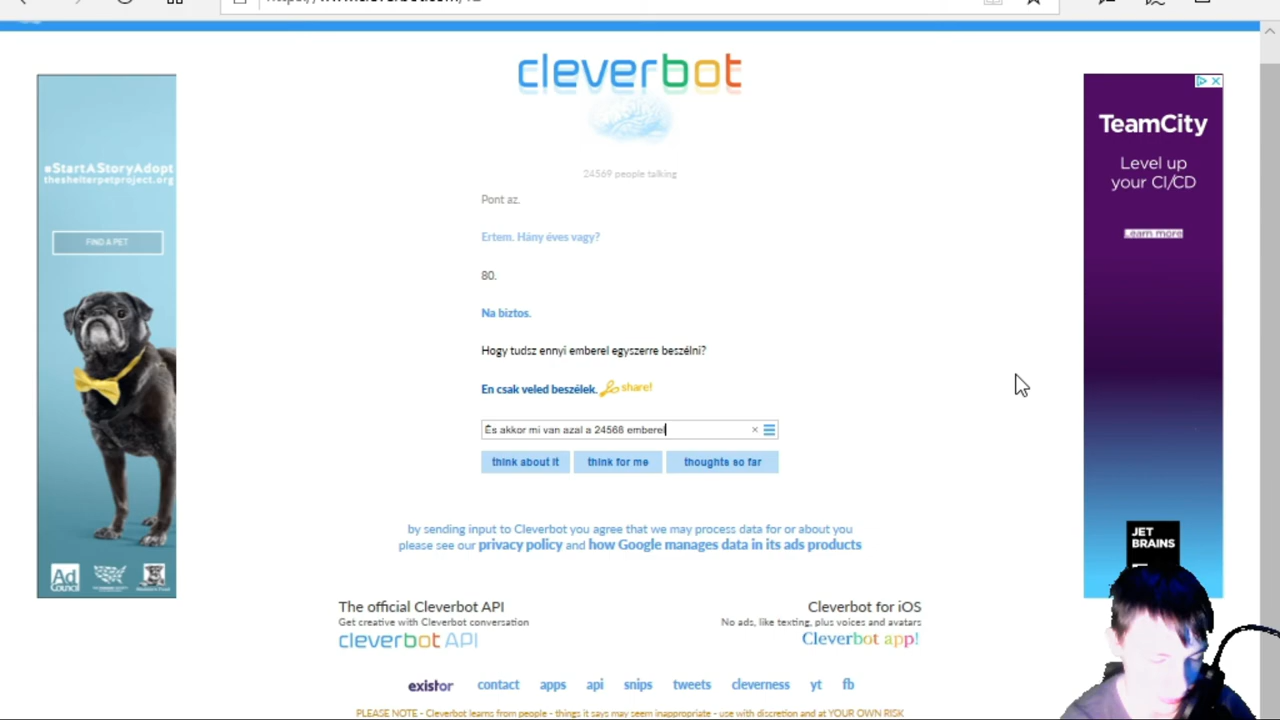 cleverbot
24569 people talking
Pont az.
Ertem. Hány éves vagy?
80.
Na biztos.
Hogy tudsz ennyi emberel egyszerre beszélni?
En csak veled beszélek. share!
És akkor mi van azal a 24568 emberel
think about it think for me thoughts so far
by sending input to Cleverbot you agree that we may process data for or about you
please see our privacy policy and how Google manages data in its ads products
The official Cleverbot API
Get creative with Cleverbot conversation
cleverbot API
Cleverbot for iOS
No ads, like texting, plus voices and avatars
Cleverbot app!
existor contact apps api snips tweets cleverness yt fb
PLEASE NOTE - Cleverbot learns from people - things it says may seem inappropriate - use with discretion and at YOUR OWN RISK
#StartAStoryAdopt
theshelterpetproject.org
FIND A PET
Ad
Council
TeamCity
Level up
your CI/CD
Learn more
JET
BRAINS